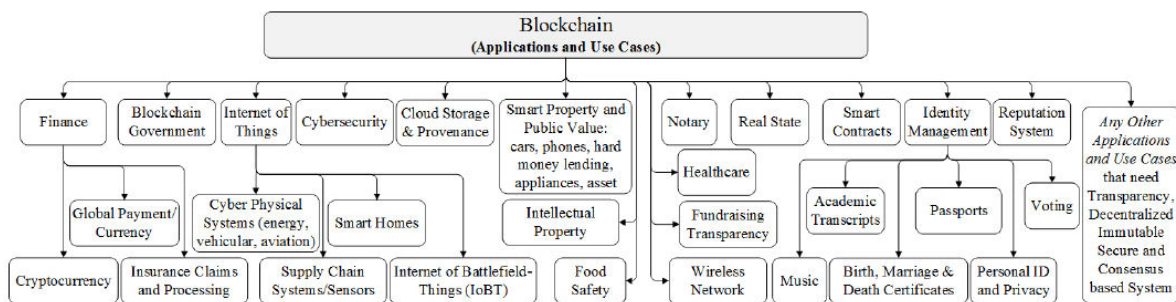 Blockchain
(Applications and Use Cases)
Finance
Blockchain
Government
Internet of
Things
Cybersecurity
Cloud Storage
& Provenance
Smart Property and
Public Value:
cars, phones, hard
money lending,
appliances, asset
Notary
Real State
Smart
Contracts
Identity
Management
Reputation
System
Any Other
Applications
and Use Cases
that need
Transparency,
Decentralized
Immutable
Secure and
Consensus
based System
Healthcare
Global Payment/
Currency
Cyber Physical
Systems (energy,
vehicular, aviation)
Smart Homes
Intellectual
Property
Fundraising
Transparency
Academic
Transcripts
Passports
Voting
Cryptocurrency
Insurance Claims
and Processing
Supply Chain
Systems/Sensors
Internet of Battlefield-
Things (IoBT)
Food
Safety
Wireless
Network
Music
Birth, Marriage &
Death Certificates
Personal ID
and Privacy